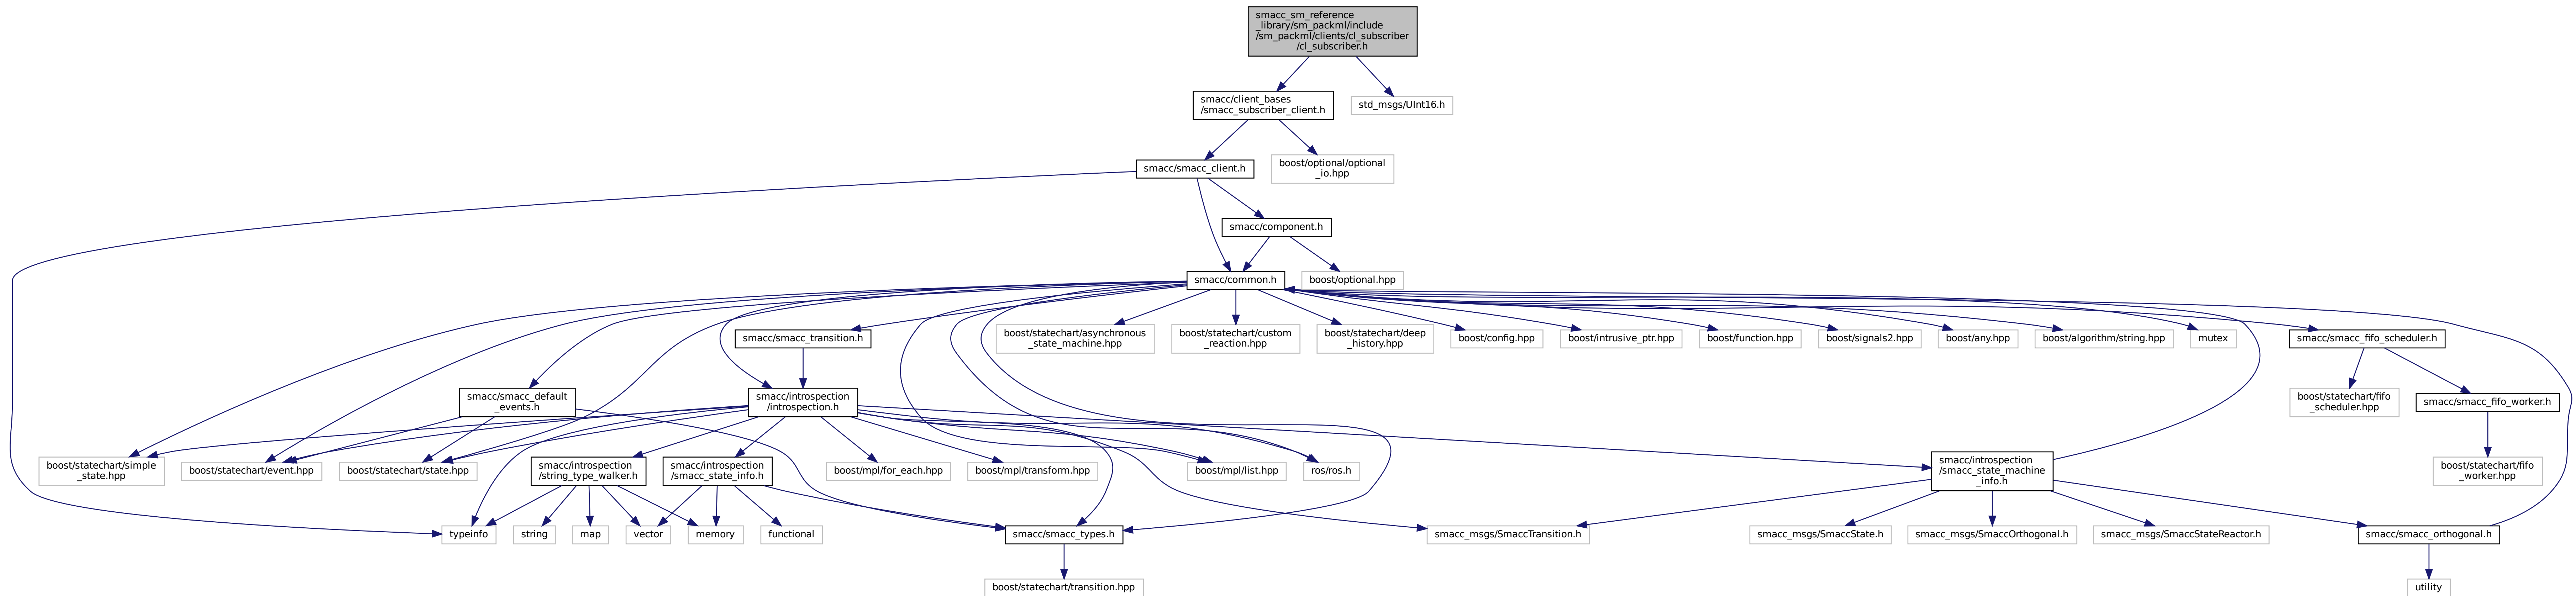 smacc_sm_reference
_library/sm_packml/include
/sm_packml/clients/cl_subscriber
/cl_subscriber.h
smacc/client_bases
/smacc_subscriber_client.h
std_msgs/UInt16.h
smacc/smacc_client.h
boost/optional/optional
_io.hpp
smacc/component.h
smacc/common.h
boost/optional.hpp
smacc/smacc_transition.h
boost/statechart/asynchronous
_state_machine.hpp
boost/statechart/custom
_reaction.hpp
boost/statechart/deep
_history.hpp
boost/config.hpp
boost/intrusive_ptr.hpp
boost/function.hpp
boost/signals2.hpp
boost/any.hpp
boost/algorithm/string.hpp
mutex
smacc/smacc_fifo_scheduler.h
smacc/smacc_default
_events.h
smacc/introspection
/introspection.h
boost/statechart/fifo
_scheduler.hpp
smacc/smacc_fifo_worker.h
boost/statechart/simple
_state.hpp
boost/statechart/event.hpp
boost/statechart/state.hpp
smacc/introspection
/string_type_walker.h
smacc/introspection
/smacc_state_info.h
boost/mpl/for_each.hpp
boost/mpl/transform.hpp
boost/mpl/list.hpp
ros/ros.h
smacc/introspection
/smacc_state_machine
_info.h
boost/statechart/fifo
_worker.hpp
typeinfo
string
map
vector
memory
functional
smacc/smacc_types.h
smacc_msgs/SmaccTransition.h
smacc_msgs/SmaccState.h
smacc_msgs/SmaccOrthogonal.h
smacc_msgs/SmaccStateReactor.h
smacc/smacc_orthogonal.h
boost/statechart/transition.hpp
utility